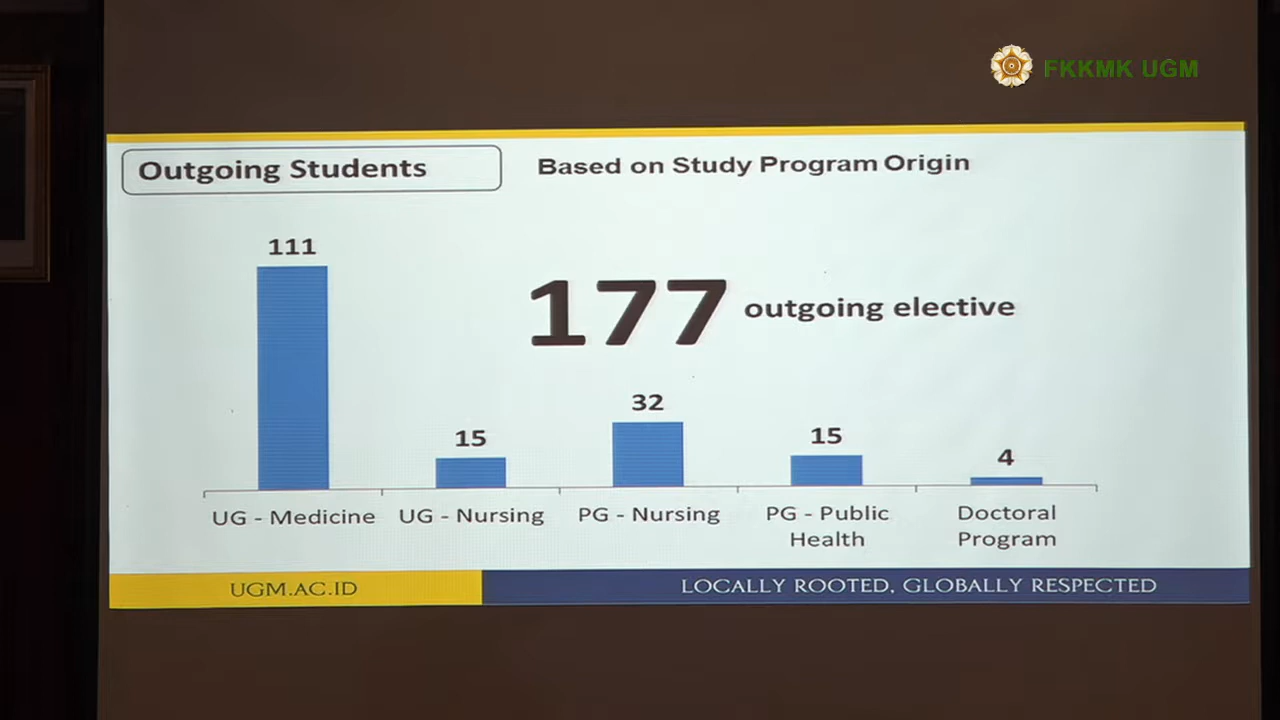 FKKMK UGM
Outgoing Students
Based on Study Program Origin
111
177 outgoing elective
32
15
15
4
UG - Medicine
UG - Nursing
PG - Nursing
PG - Public
Health
Doctoral
Program
UGM.AC.ID
LOCALLY ROOTED, GLOBALLY RESPECTED